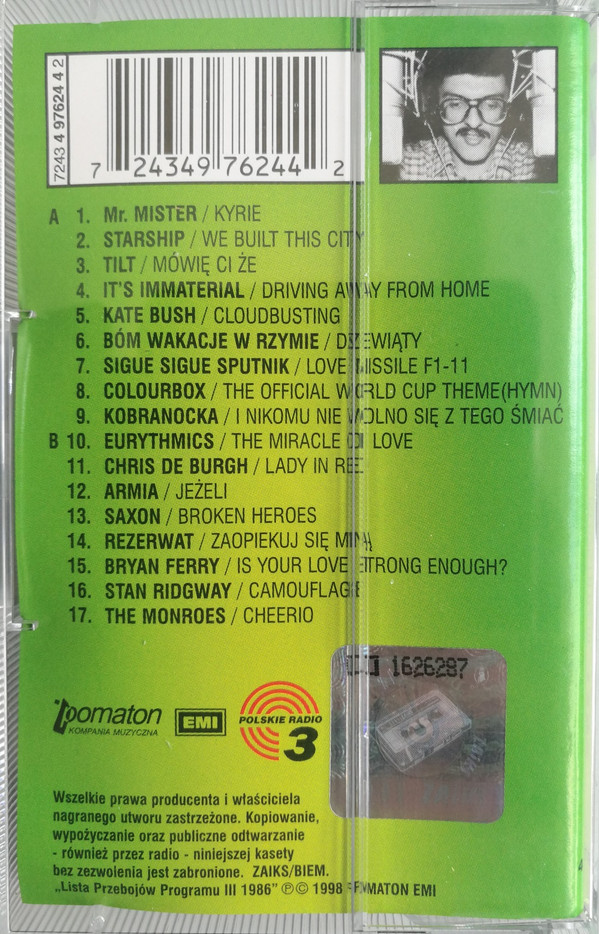 7243 4 97624 4 2
7 24349 76244 2
A 1. Mr. MISTER / KYRIE
2. STARSHIP / WE BUILT THIS CITY
3. TILT / MÓWIĘ CI ŻE
4. IT'S IMMATERIAL / DRIVING AWAY FROM HOME
5. KATE BUSH / CLOUDBUSTING
6. BÓM WAKACJE W RZYMIE / DZIEWIĄTY
7. SIGUE SIGUE SPUTNIK / LOVE MISSILE F1-11
8. COLOURBOX / THE OFFICIAL WORLD CUP THEME(HYMN)
9. KOBRANOCKA / I NIKOMU NIE WOLNO SIĘ Z TEGO ŚMIAĆ
B 10. EURYTHMICS / THE MIRACLE OF LOVE
11. CHRIS DE BURGH / LADY IN RED
12. ARMIA / JEŻELI
13. SAXON / BROKEN HEROES
14. REZERWAT / ZAOPIEKUJ SIĘ MNĄ
15. BRYAN FERRY / IS YOUR LOVE STRONG ENOUGH?
16. STAN RIDGWAY / CAMOUFLAGE
17. THE MONROES / CHEERIO
1626287
pomaton EMI POLSKIE RADIO
KOMPANIA MUZYCZNA
3
Wszelkie prawa producenta i właściciela
nagranego utworu zastrzeżone. Kopiowanie,
wypożyczanie oraz publiczne odtwarzanie
- również przez radio - niniejszej kasety
bez zezwolenia jest zabronione. ZAIKS/BIEM.
„Lista Przebojów Programu III 1986" ℗© 1998 POMATON EMI